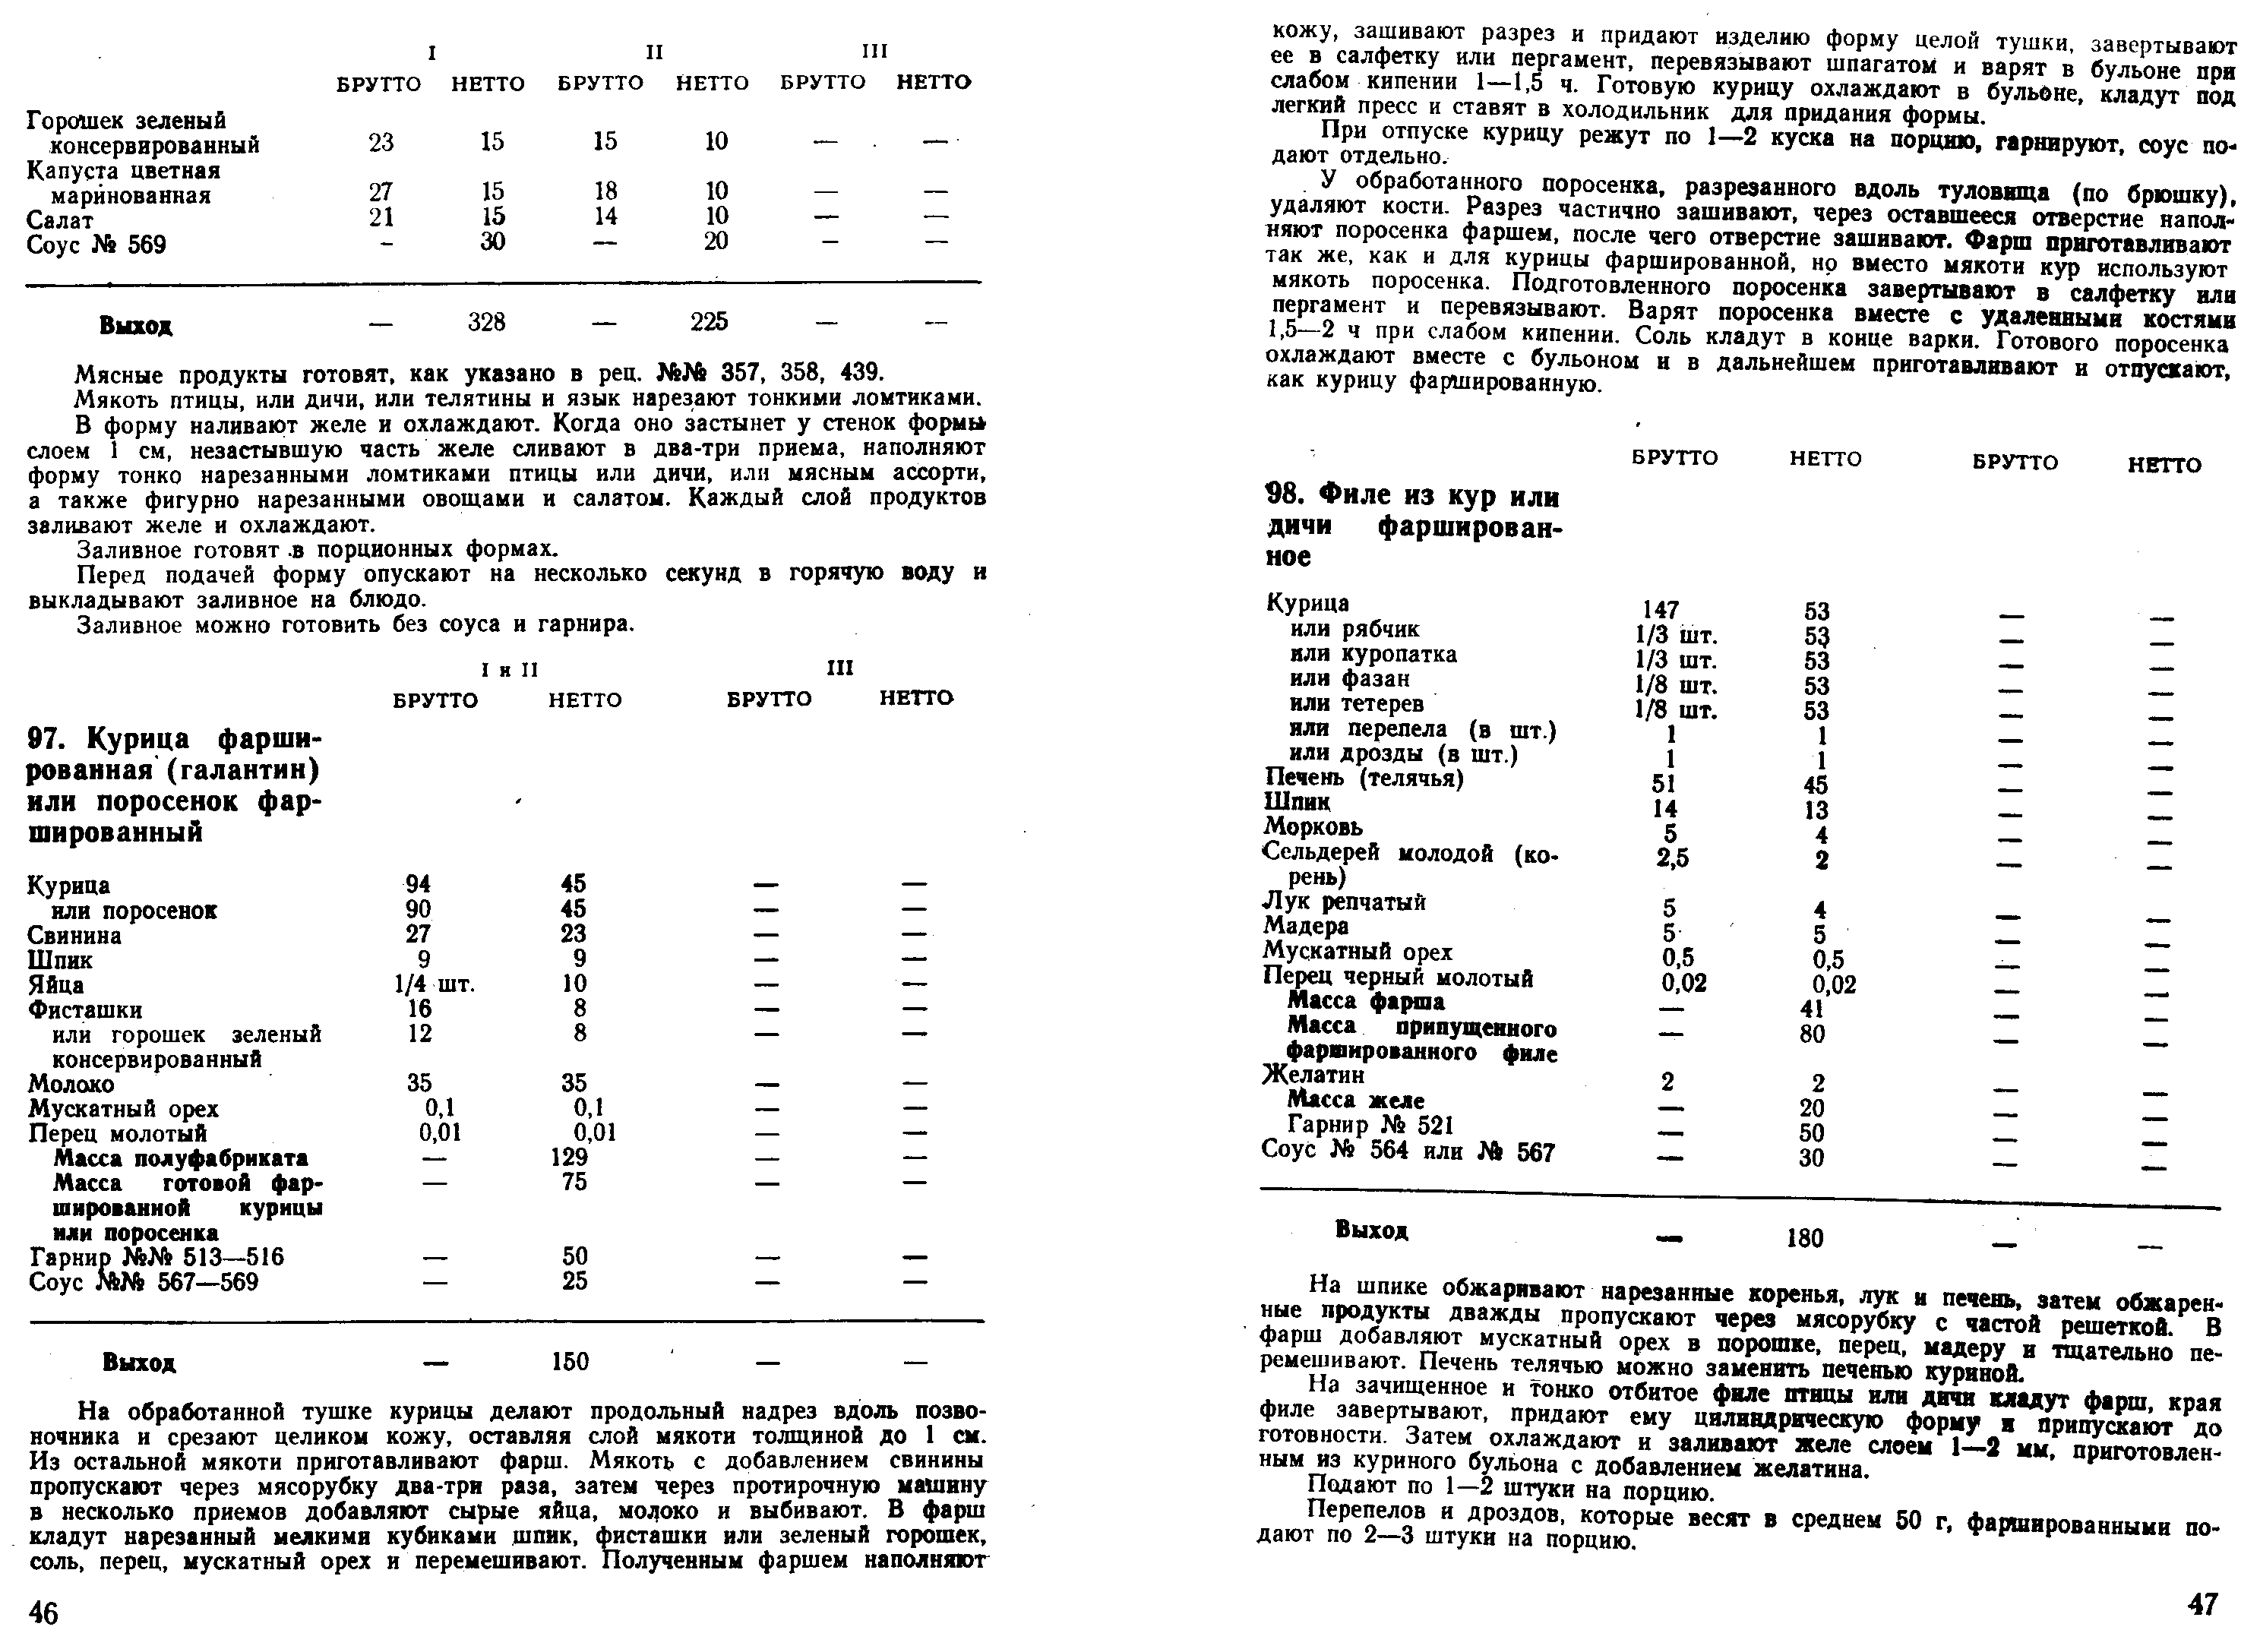 I II III
БРУТТО НЕТТО БРУТТО НЕТТО БРУТТО НЕТТО
Горошек зеленый
консервированный 23 15 15 10 — —
Капуста цветная
маринованная 27 15 18 10 — —
Салат 21 15 14 10 — —
Соус № 569 — 30 — 20 — —
Выход — 328 — 225 — —
Мясные продукты готовят, как указано в рец. №№ 357, 358, 439.
Мякоть птицы, или дичи, или телятины и язык нарезают тонкими ломтиками.
В форму наливают желе и охлаждают. Когда оно застынет у стенок формы
слоем 1 см, незастывшую часть желе сливают в два-три приема, наполняют
форму тонко нарезанными ломтиками птицы или дичи, или мясным ассорти,
а также фигурно нарезанными овощами и салатом. Каждый слой продуктов
заливают желе и охлаждают.
Заливное готовят в порционных формах.
Перед подачей форму опускают на несколько секунд в горячую воду и
выкладывают заливное на блюдо.
Заливное можно готовить без соуса и гарнира.
I и II III
БРУТТО НЕТТО БРУТТО НЕТТО
97. Курица фарши-
рованная (галантин)
или поросенок фар-
шированный
Курица 94 45 — —
или поросенок 90 45 — —
Свинина 27 23 — —
Шпик 9 9 — —
Яйца 1/4 шт. 10 — —
Фисташки 16 8 — —
или горошек зеленый 12 8 — —
консервированный
Молоко 35 35 — —
Мускатный орех 0,1 0,1 — —
Перец молотый 0,01 0,01 — —
Масса полуфабриката — 129 — —
Масса готовой фар- — 75 — —
шированной курицы
или поросенка
Гарнир №№ 513—516 — 50 — —
Соус №№ 567—569 — 25 — —
Выход — 150 — —
На обработанной тушке курицы делают продольный надрез вдоль позво-
ночника и срезают целиком кожу, оставляя слой мякоти толщиной до 1 см.
Из остальной мякоти приготавливают фарш. Мякоть с добавлением свинины
пропускают через мясорубку два-три раза, затем через протирочную машину
в несколько приемов добавляют сырые яйца, молоко и выбивают. В фарш
кладут нарезанный мелкими кубиками шпик, фисташки или зеленый горошек,
соль, перец, мускатный орех и перемешивают. Полученным фаршем наполняют
46
кожу, зашивают разрез и придают изделию форму целой тушки, завертывают
ее в салфетку или пергамент, перевязывают шпагатом и варят в бульоне при
слабом кипении 1—1,5 ч. Готовую курицу охлаждают в бульоне, кладут под
легкий пресс и ставят в холодильник для придания формы.
При отпуске курицу режут по 1—2 куска на порцию, гарнируют, соус по-
дают отдельно.
У обработанного поросенка, разрезанного вдоль туловища (по брюшку),
удаляют кости. Разрез частично зашивают, через оставшееся отверстие напол-
няют поросенка фаршем, после чего отверстие зашивают. Фарш приготавливают
так же, как и для курицы фаршированной, но вместо мякоти кур используют
мякоть поросенка. Подготовленного поросенка завертывают в салфетку или
пергамент и перевязывают. Варят поросенка вместе с удаленными костями
1,5—2 ч при слабом кипении. Соль кладут в конце варки. Готового поросенка
охлаждают вместе с бульоном и в дальнейшем приготавливают и отпускают,
как курицу фаршированную.
БРУТТО НЕТТО БРУТТО НЕТТО
98. Филе из кур или
дичи фаршированн-
ное
Курица 147 53 — —
или рябчик 1/3 шт. 53 — —
или куропатка 1/3 шт. 53 — —
или фазан 1/8 шт. 53 — —
или тетерев 1/8 шт. 53 — —
или перепела (в шт.) 1 1 — —
или дрозды (в шт.) 1 1 — —
Печень (телячья) 51 45 — —
Шпик 14 13 — —
Морковь 5 4 — —
Сельдерей молодой (ко- 2,5 2 — —
рень)
Лук репчатый 5 4 — —
Мадера 5 5 — —
Мускатный орех 0,5 0,5 — —
Перец черный молотый 0,02 0,02 — —
Масса фарша — 41 — —
Масса припущенного — 80 — —
фаршированного филе
Желатин 2 2 — —
Масса желе — 20 — —
Гарнир № 521 — 50 — —
Соус № 564 или № 567 — 30 — —
Выход — 180 — —
На шпике обжаривают нарезанные коренья, лук и печень, затем обжарен-
ные продукты дважды пропускают через мясорубку с частой решеткой. В
фарш добавляют мускатный орех в порошке, перец, мадеру и тщательно пе-
ремешивают. Печень телячью можно заменить печенью куриной.
На зачищенное и тонко отбитое филе птицы или дичи кладут фарш, края
филе завертывают, придают ему цилиндрическую форму и припускают до
готовности. Затем охлаждают и заливают желе слоем 1—2 мм, приготовлен-
ным из куриного бульона с добавлением желатина.
Подают по 1—2 штуки на порцию.
Перепелов и дроздов, которые весят в среднем 50 г, фаршированными по-
дают по 2—3 штуки на порцию.
47